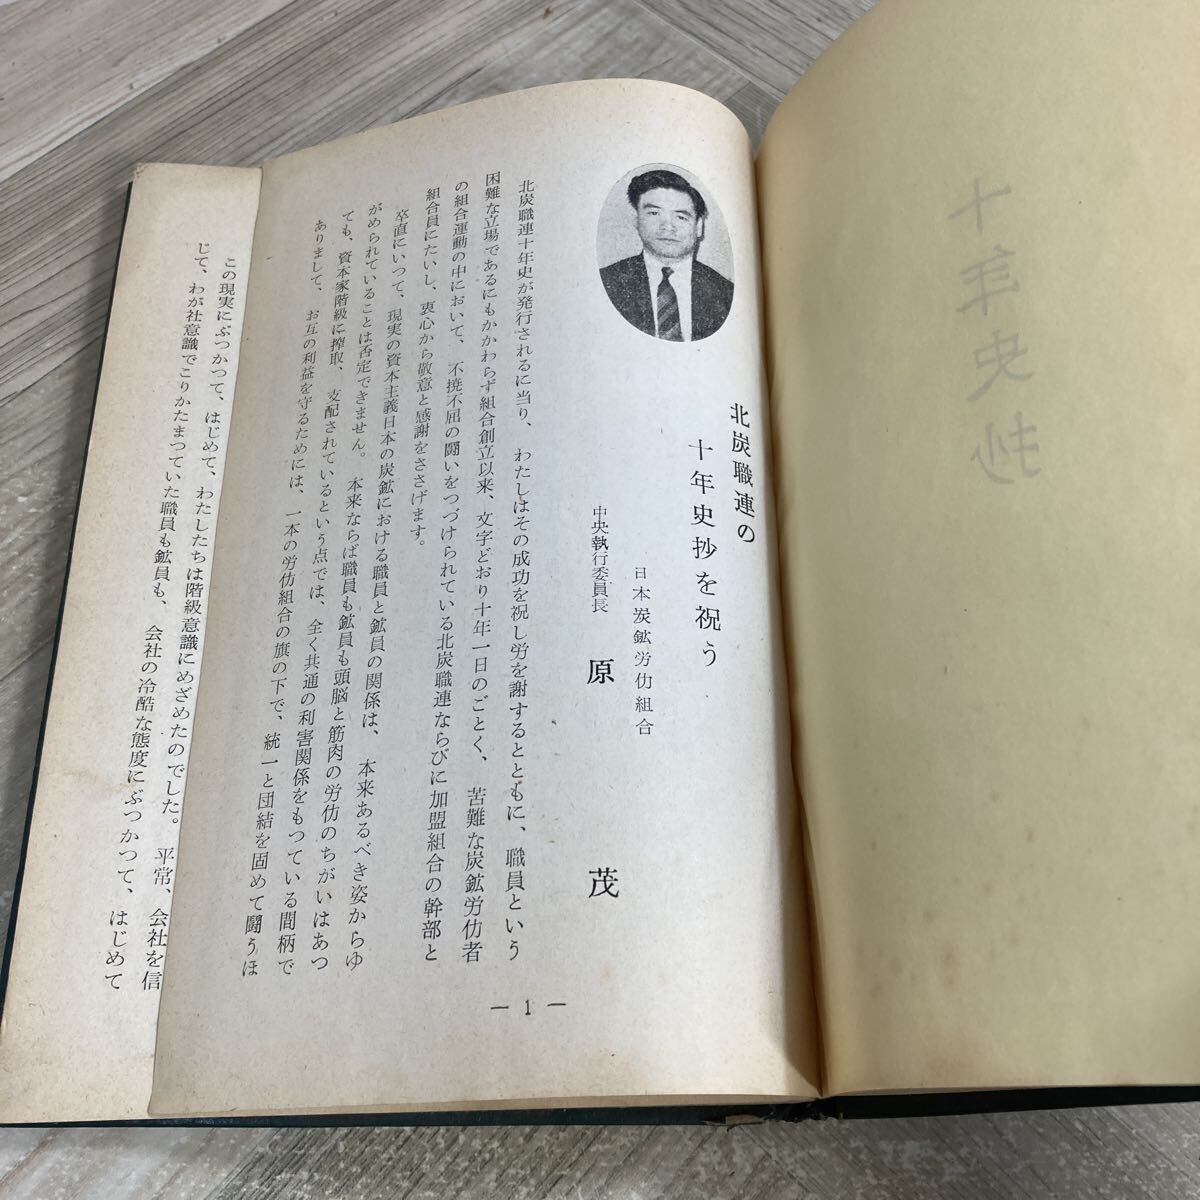 十年史抄
北炭職連の
十年史抄を祝う
日本炭鉱労仂組合
中央執行委員長
原 茂
北炭職連十年史が発行されるに当り、わたしはその成功を祝し労を謝するとともに、職員という
困難な立場であるにもかかわらず組合創立以来、文字どおり十年一日のごとく、苦難な炭鉱労仂者
の組合運動の中において、不撓不屈の闘いをつづけられている北炭職連ならびに加盟組合の幹部と
組合員にたいし、衷心から敬意と感謝をささげます。
卒直にいつて、現実の資本主義日本の炭鉱における職員と鉱員の関係は、本来あるべき姿からゆ
がめられていることは否定できません。本来ならば職員も鉱員も頭脳と筋肉の労仂のちがいはあつ
ても、資本家階級に搾取、支配されているという点では、全く共通の利害関係をもつている間柄で
ありまして、お互の利益を守るためには、一本の労仂組合の旗の下で、統一と団結を固めて闘うほ
― 1 ―
この現実にぶつかつて、はじめて、わたしたちは階級意識にめざめたのでした。平常、会社を信
じて、わが社意識でこりかたまつていた職員も鉱員も、会社の冷酷な態度にぶつかつて、はじめて